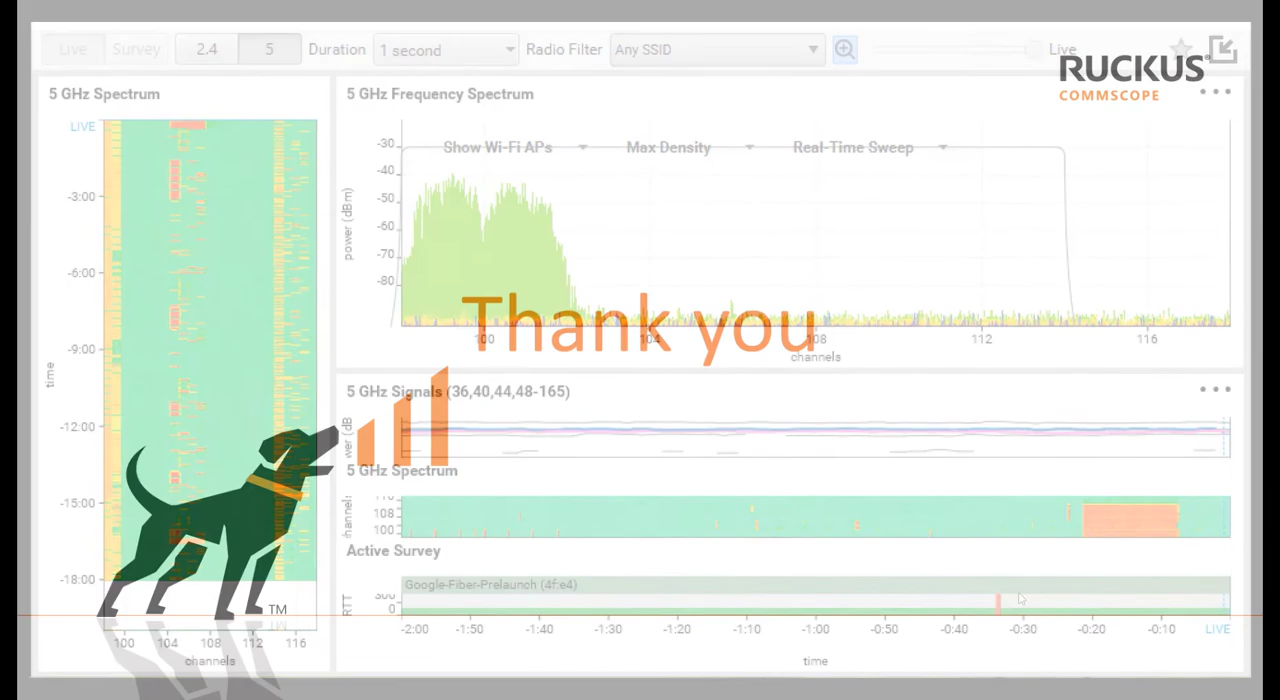 Live Survey 2.4 5 Duration 1 second Radio Filter Any SSID Live
RUCKUS
COMMSCOPE
5 GHz Spectrum
LIVE
-3:00
-6:00
-9:00
-12:00
-15:00
-18:00
time
100 104 108 112 116
channels
5 GHz Frequency Spectrum
Show Wi-Fi APs Max Density Real-Time Sweep
-30
-40
-50
-60
-70
-80
power (dBm)
100 104 108 112 116
channels
Thank you
5 GHz Signals (36,40,44,48-165)
5 GHz Spectrum
108
100
Active Survey
Google-Fiber-Prelaunch (4f:e4)
RTT
300
0
-2:00 -1:50 -1:40 -1:30 -1:20 -1:10 -1:00 -0:50 -0:40 -0:30 -0:20 -0:10 LIVE
time
TM